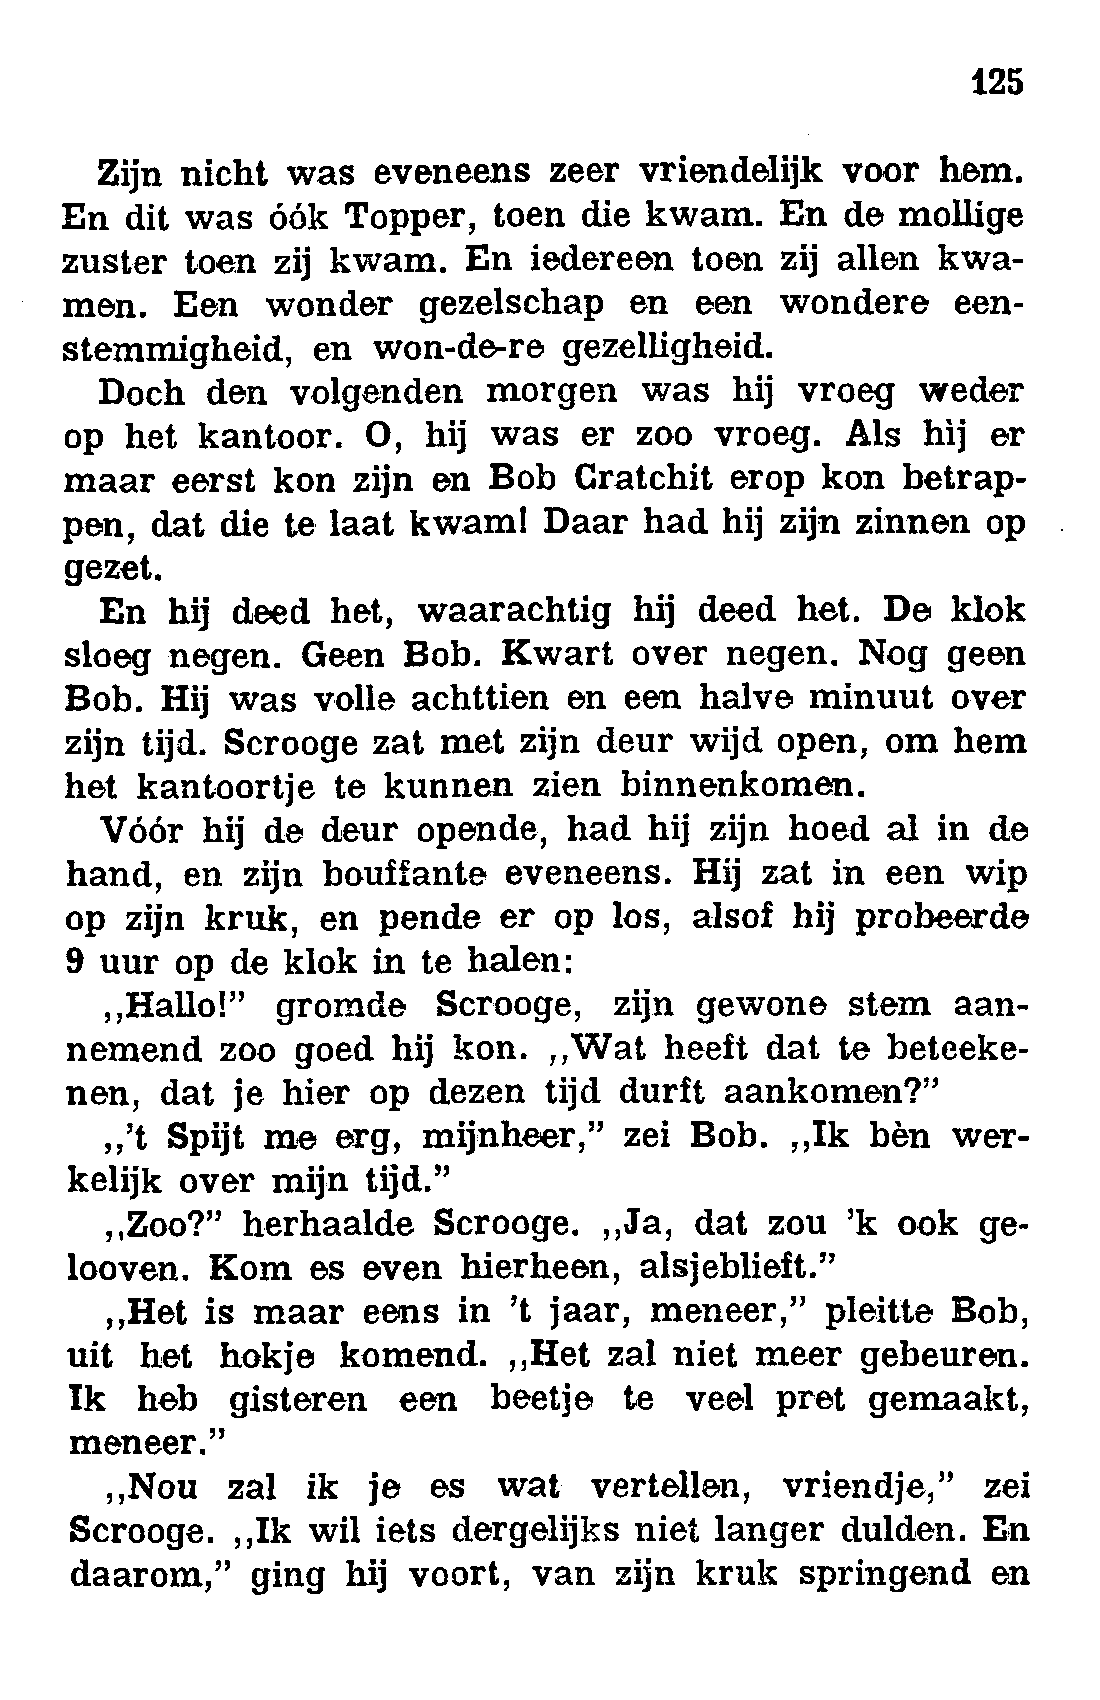 125
Zijn nicht was eveneens zeer vriendelijk voor hem.
En dit was óók Topper, toen die kwam. En de mollige
zuster toen zij kwam. En iedereen toen zij allen kwa-
men. Een wonder gezelschap en een wondere een-
stemmigheid, en won-de-re gezelligheid.
Doch den volgenden morgen was hij vroeg weder
op het kantoor. O, hij was er zoo vroeg. Als hij er
maar eerst kon zijn en Bob Cratchit erop kon betrap-
pen, dat die te laat kwam! Daar had hij zijn zinnen op
gezet.
En hij deed het, waarachtig hij deed het. De klok
sloeg negen. Geen Bob. Kwart over negen. Nog geen
Bob. Hij was volle achttien en een halve minuut over
zijn tijd. Scrooge zat met zijn deur wijd open, om hem
het kantoortje te kunnen zien binnenkomen.
Vóór hij de deur opende, had hij zijn hoed al in de
hand, en zijn bouffante eveneens. Hij zat in een wip
op zijn kruk, en pende er op los, alsof hij probeerde
9 uur op de klok in te halen:
,,Hallo!” gromde Scrooge, zijn gewone stem aan-
nemend zoo goed hij kon. ,,Wat heeft dat te beteeke-
nen, dat je hier op dezen tijd durft aankomen?”
,,’t Spijt me erg, mijnheer,” zei Bob. ,,Ik bèn wer-
kelijk over mijn tijd.”
,,Zoo?” herhaalde Scrooge. ,,Ja, dat zou ’k ook ge-
looven. Kom es even hierheen, alsjeblieft.”
,,Het is maar eens in ’t jaar, meneer,” pleitte Bob,
uit het hokje komend. ,,Het zal niet meer gebeuren.
Ik heb gisteren een beetje te veel pret gemaakt,
meneer.”
,,Nou zal ik je es wat vertellen, vriendje,” zei
Scrooge. ,,Ik wil iets dergelijks niet langer dulden. En
daarom,” ging hij voort, van zijn kruk springend en